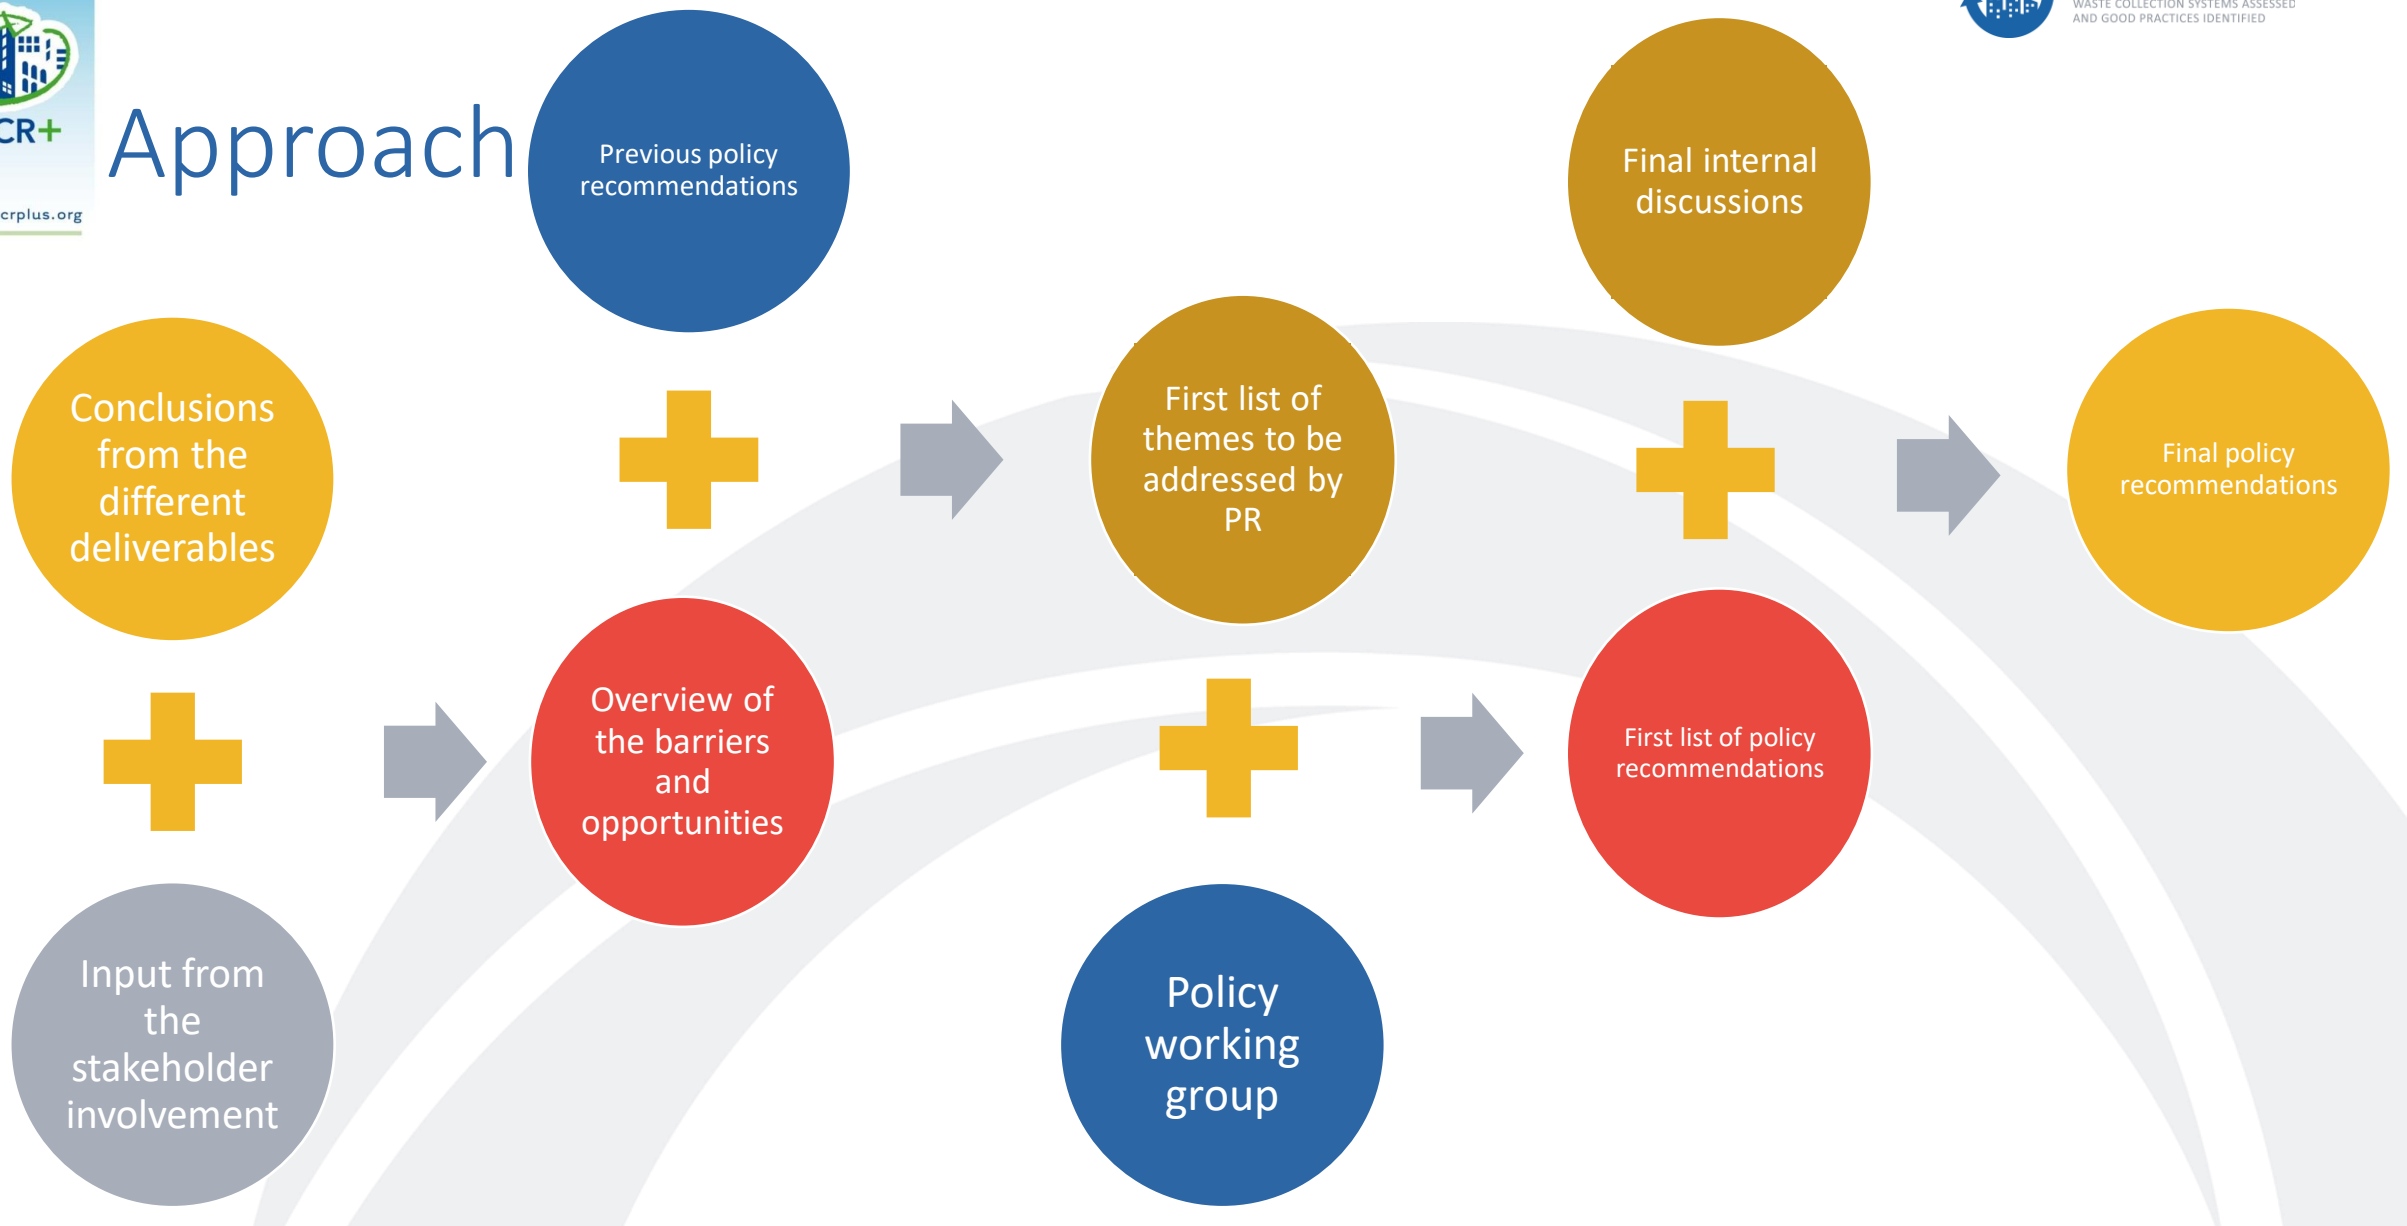 WASTE COLLECTION SYSTEMS ASSESSED
AND GOOD PRACTICES IDENTIFIED
CR+
crplus.org
Approach
Previous policy
recommendations
Final internal
discussions
Conclusions
from the
different
deliverables
First list of
themes to be
addressed by
PR
Final policy
recommendations
Overview of
the barriers
and
opportunities
First list of policy
recommendations
Input from
the
stakeholder
involvement
Policy
working
group